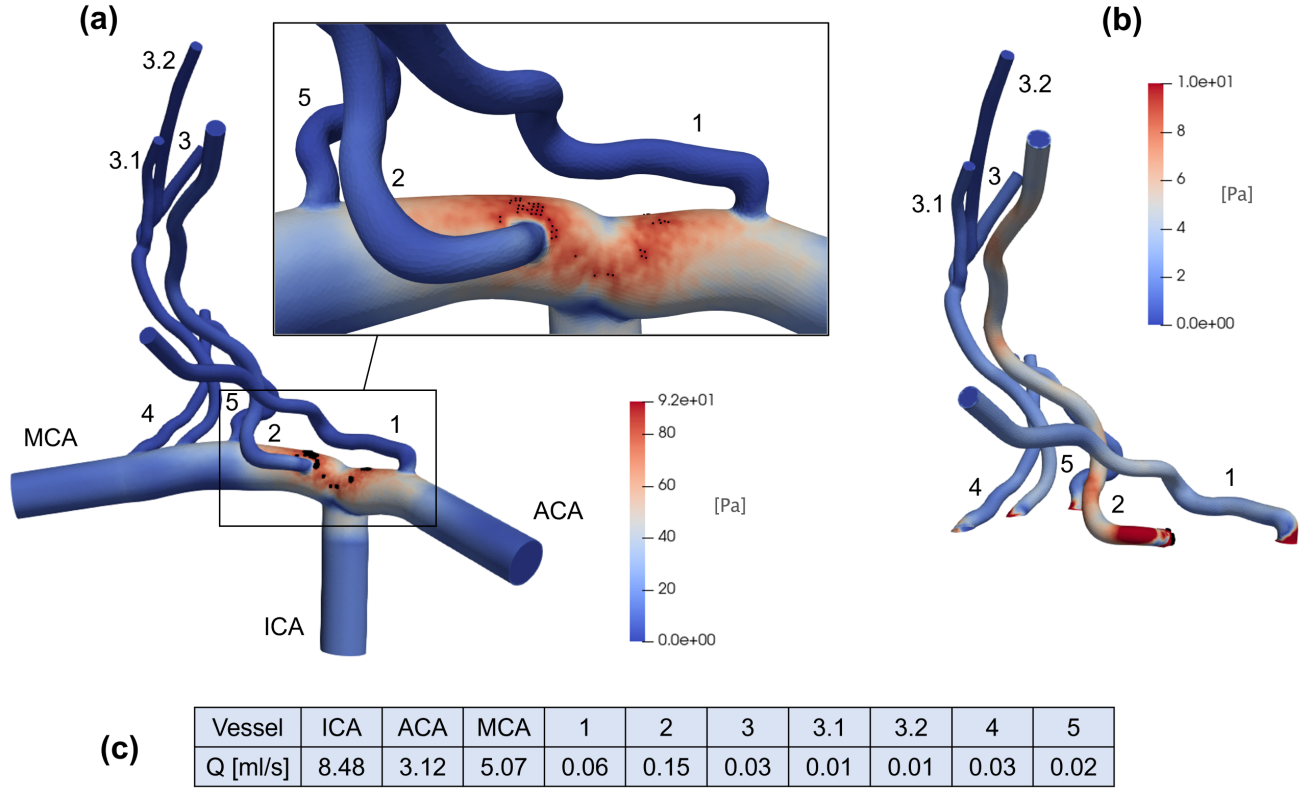 (a)
3.2
3.1
3
4
5
2
1
MCA
ACA
ICA
5
2
1
9.2e+01
80
60
[Pa]
40
20
0.0e+00
(b)
3.2
3.1
3
4
5
2
1
1.0e+01
8
6
[Pa]
4
2
0.0e+00
(c)
Vessel ICA ACA MCA 1 2 3 3.1 3.2 4 5
Q [ml/s] 8.48 3.12 5.07 0.06 0.15 0.03 0.01 0.01 0.03 0.02